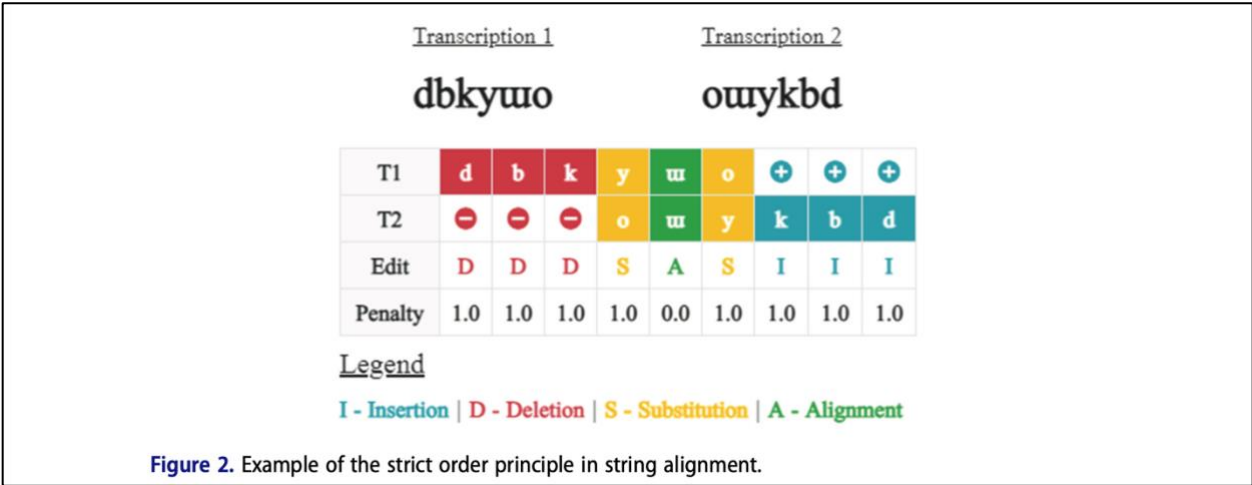 Transcription 1 Transcription 2
dbkyɯo oɯykbd
T1 d b k y ɯ o + + +
T2 − − − o ɯ y k b d
Edit D D D S A S I I I
Penalty 1.0 1.0 1.0 1.0 0.0 1.0 1.0 1.0 1.0
Legend
I - Insertion | D - Deletion | S - Substitution | A - Alignment
Figure 2. Example of the strict order principle in string alignment.